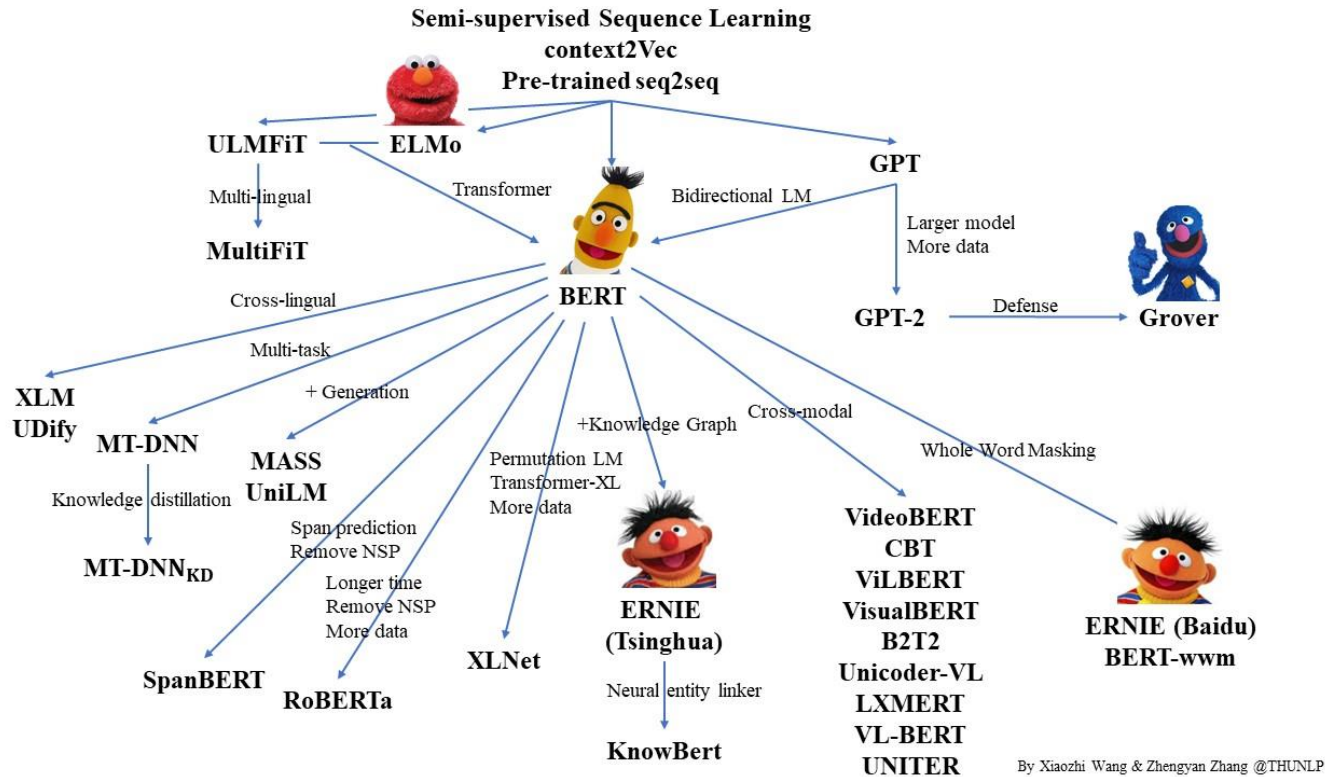 Semi-supervised Sequence Learning
context2Vec
Pre-trained seq2seq
ULMFiT
ELMo
GPT
Multi-lingual
Transformer
Bidirectional LM
Larger model
More data
MultiFiT
BERT
GPT-2
Defense
Grover
Cross-lingual
Multi-task
+ Generation
+Knowledge Graph
Cross-modal
Whole Word Masking
XLM
UDify
MT-DNN
MASS
UniLM
Permutation LM
Transformer-XL
More data
Knowledge distillation
MT-DNNKD
Span prediction
Remove NSP
Longer time
Remove NSP
More data
SpanBERT
RoBERTa
XLNet
ERNIE
(Tsinghua)
Neural entity linker
KnowBert
VideoBERT
CBT
ViLBERT
VisualBERT
B2T2
Unicoder-VL
LXMERT
VL-BERT
UNITER
ERNIE (Baidu)
BERT-wwm
By Xiaozhi Wang & Zhengyan Zhang @THUNLP